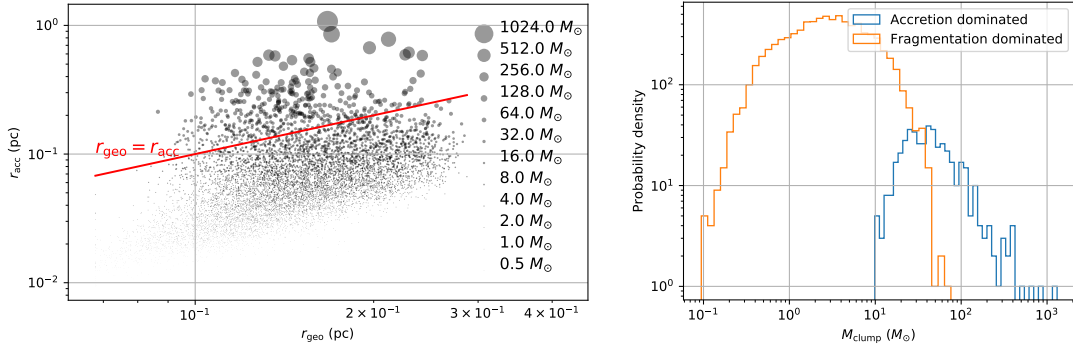 10⁰
10⁻¹
10⁻²
r_acc (pc)
r_geo = r_acc
1024.0 M⊙
512.0 M⊙
256.0 M⊙
128.0 M⊙
64.0 M⊙
32.0 M⊙
16.0 M⊙
8.0 M⊙
4.0 M⊙
2.0 M⊙
1.0 M⊙
0.5 M⊙
10⁻¹ 2 × 10⁻¹ 3 × 10⁻¹ 4 × 10⁻¹
r_geo (pc)
Accretion dominated
Fragmentation dominated
Probability density
10²
10¹
10⁰
10⁻¹ 10⁰ 10¹ 10² 10³
M_clump (M⊙)